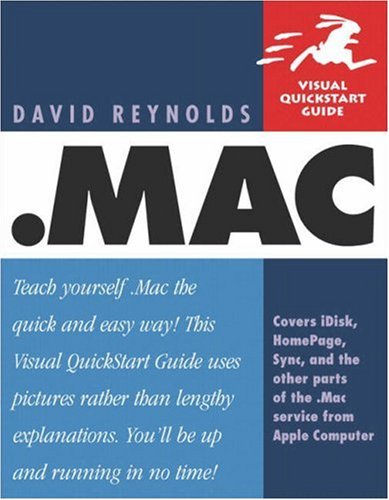 VISUAL
QUICKSTART
GUIDE
DAVID REYNOLDS
.MAC
Teach yourself .Mac the
quick and easy way! This
Visual QuickStart Guide uses
pictures rather than lengthy
explanations. You'll be up
and running in no time!
Covers iDisk,
HomePage,
Sync, and the
other parts
of the .Mac
service from
Apple Computer